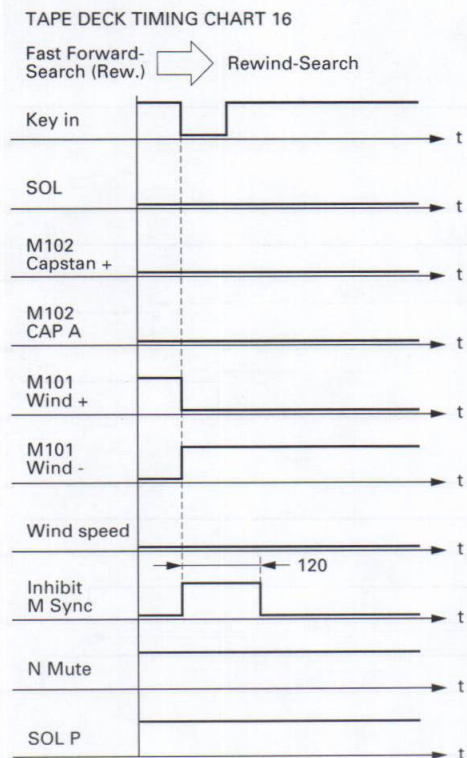 TAPE DECK TIMING CHART 16
Fast Forward-
Search (Rew.)
Rewind-Search
Key in
t
SOL
t
M102
Capstan +
t
M102
CAP A
t
M101
Wind +
t
M101
Wind -
t
Wind speed
t
120
Inhibit
M Sync
t
N Mute
t
SOL P
t